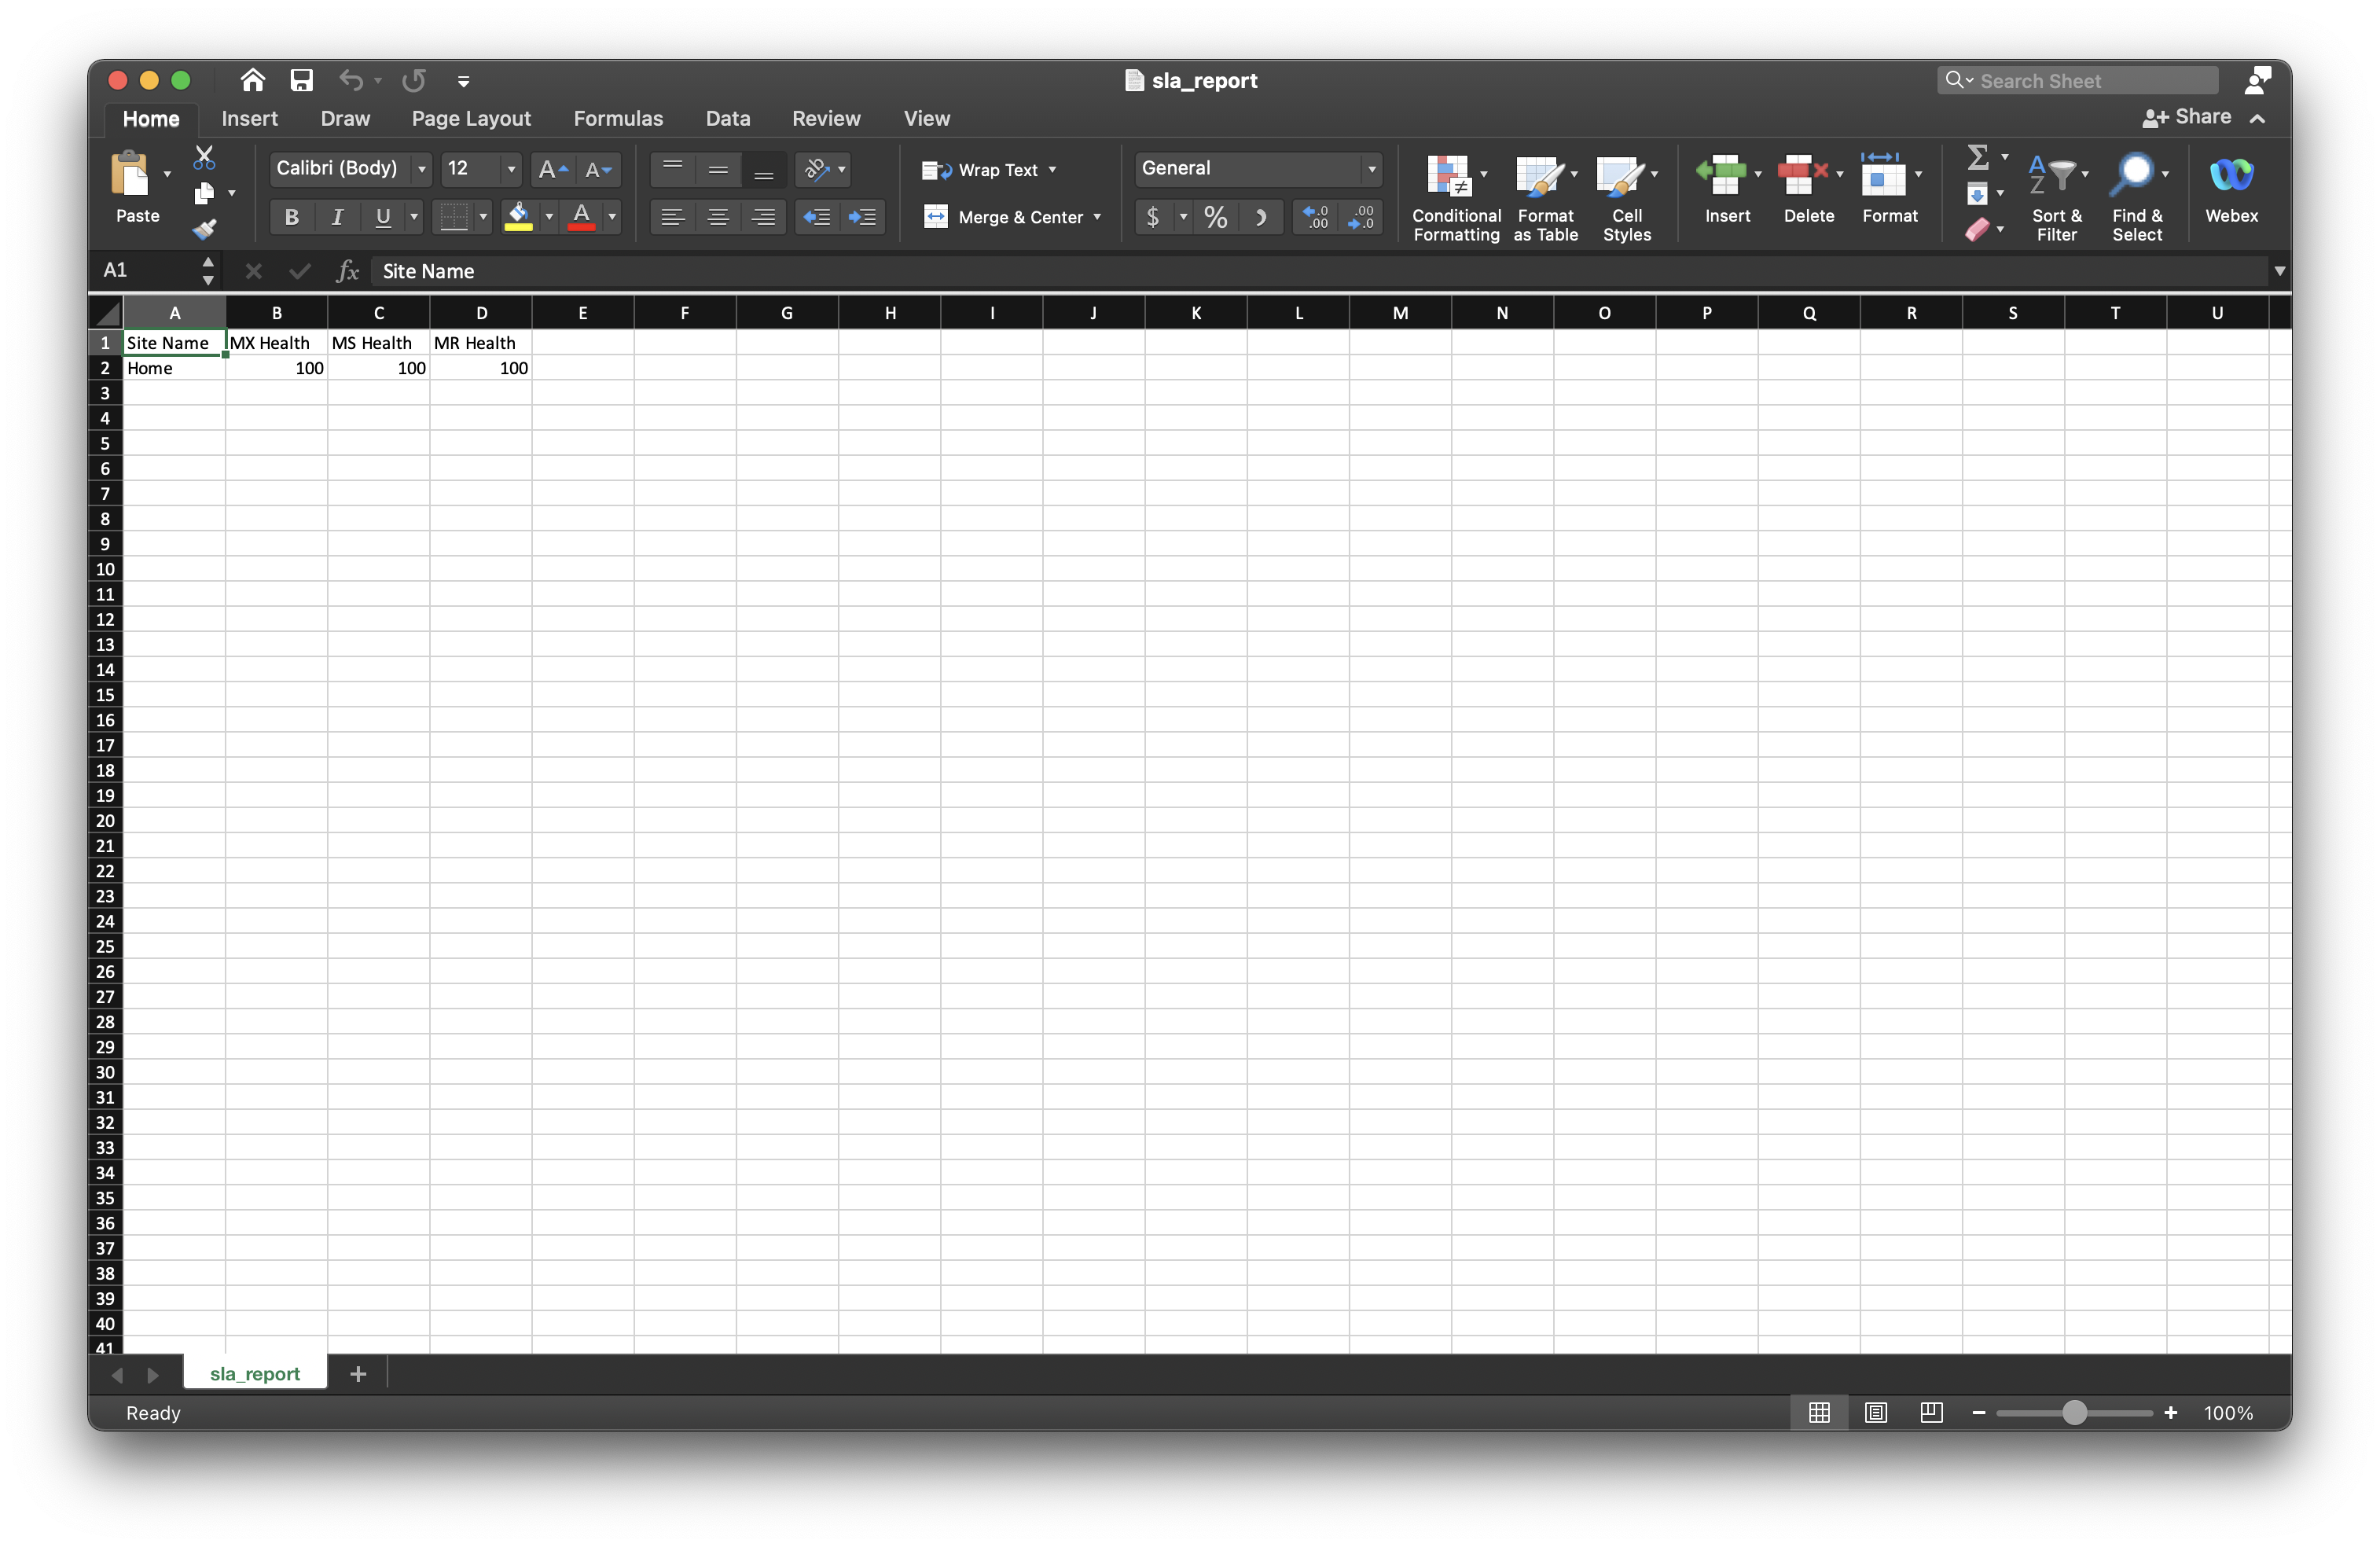 sla_report
Search Sheet
Home Insert Draw Page Layout Formulas Data Review View
Share
Paste
Calibri (Body) 12 A A
B I U A
ab
Wrap Text
Merge & Center
General
$ % .0 .00 .00 .0
Conditional Formatting
Format as Table
Cell Styles
Insert
Delete
Format
Σ
A Z
Sort & Filter
Find & Select
Webex
A1 fx Site Name
A B C D E F G H I J K L M N O P Q R S T U
1 Site Name MX Health MS Health MR Health
2 Home 100 100 100
3
4
5
6
7
8
9
10
11
12
13
14
15
16
17
18
19
20
21
22
23
24
25
26
27
28
29
30
31
32
33
34
35
36
37
38
39
40
41
sla_report +
Ready
100%